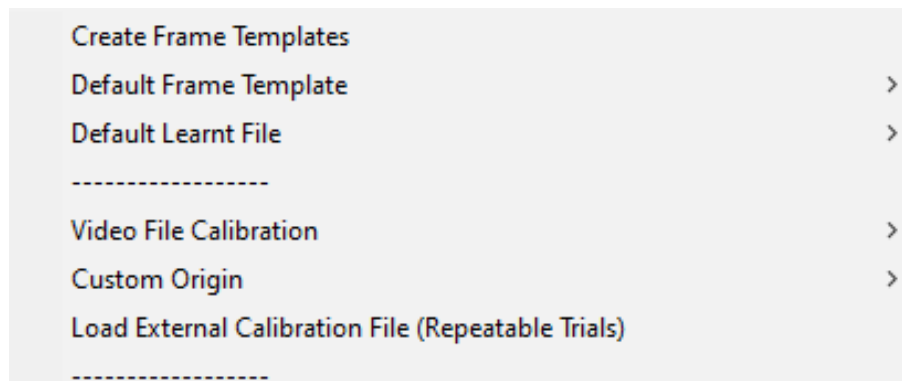 Create Frame Templates
Default Frame Template >
Default Learnt File >
------------------
Video File Calibration >
Custom Origin >
Load External Calibration File (Repeatable Trials)
------------------